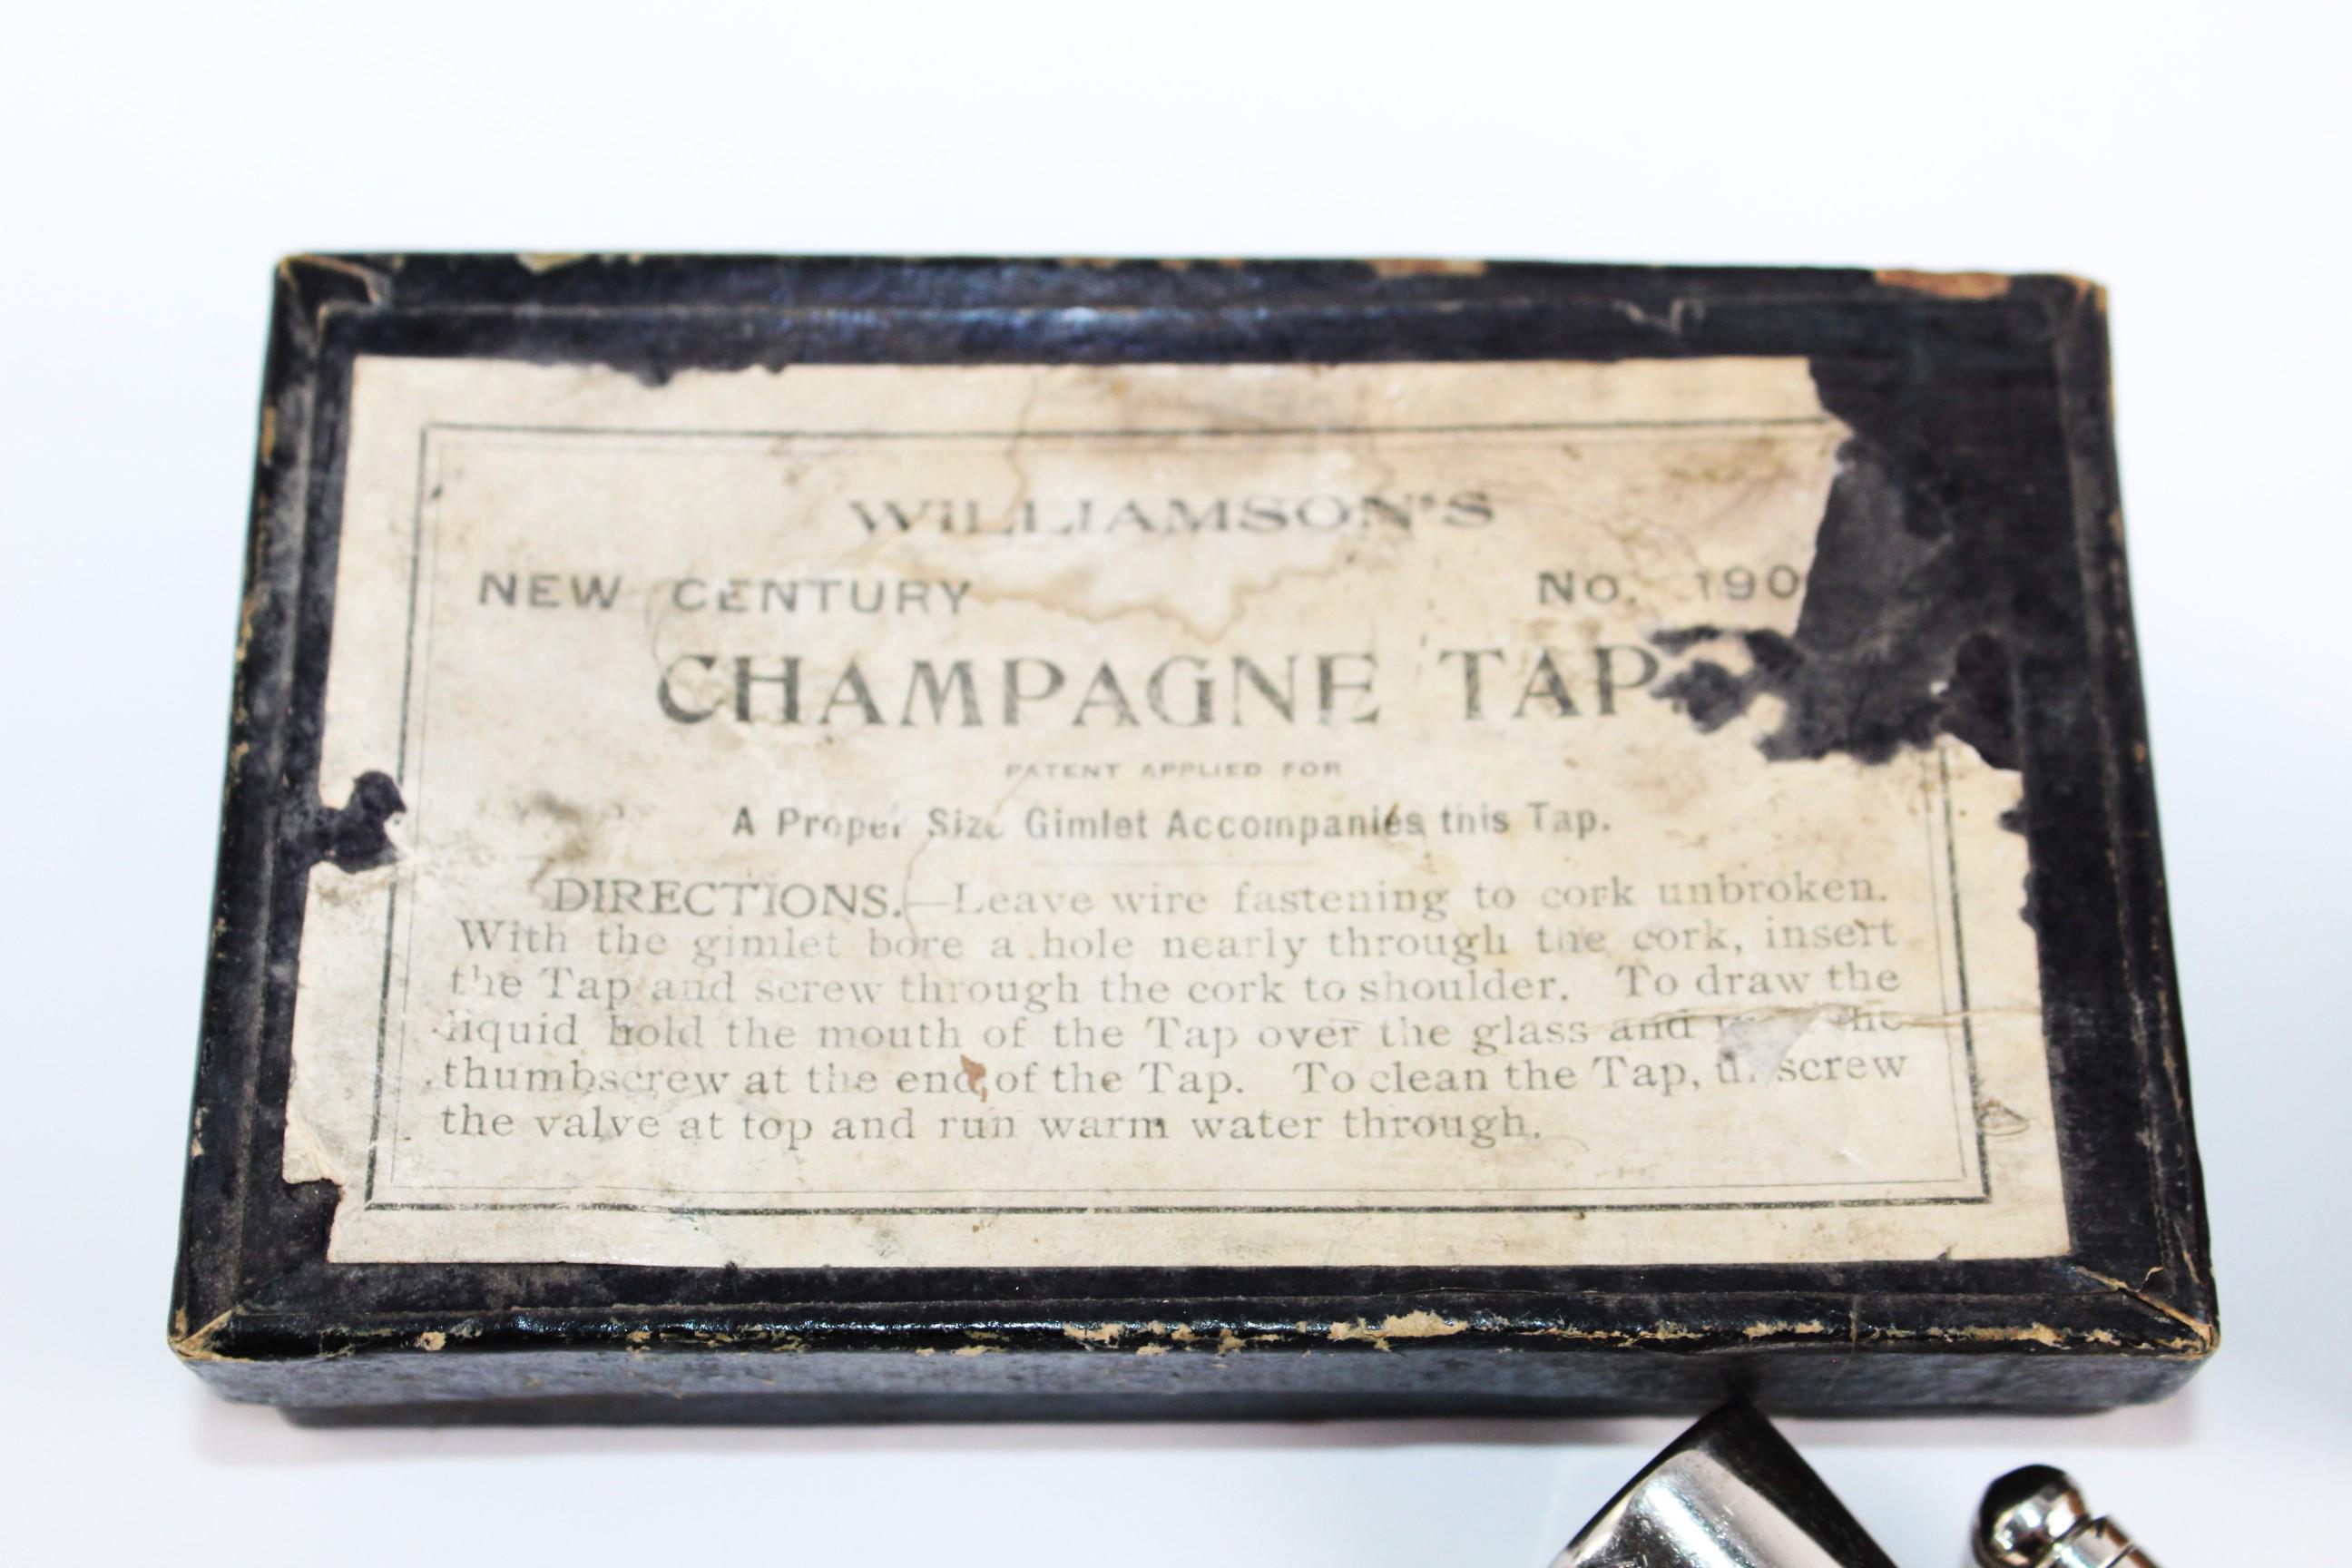 WILLIAMSON'S
NEW CENTURY No. 190
CHAMPAGNE TAP
PATENT APPLIED FOR
A Proper Size Gimlet Accompanies this Tap.
DIRECTIONS.—Leave wire fastening to cork unbroken.
With the gimlet bore a hole nearly through the cork, insert
the Tap and screw through the cork to shoulder. To draw the
liquid hold the mouth of the Tap over the glass and the
thumbscrew at the end of the Tap. To clean the Tap, unscrew
the valve at top and run warm water through.